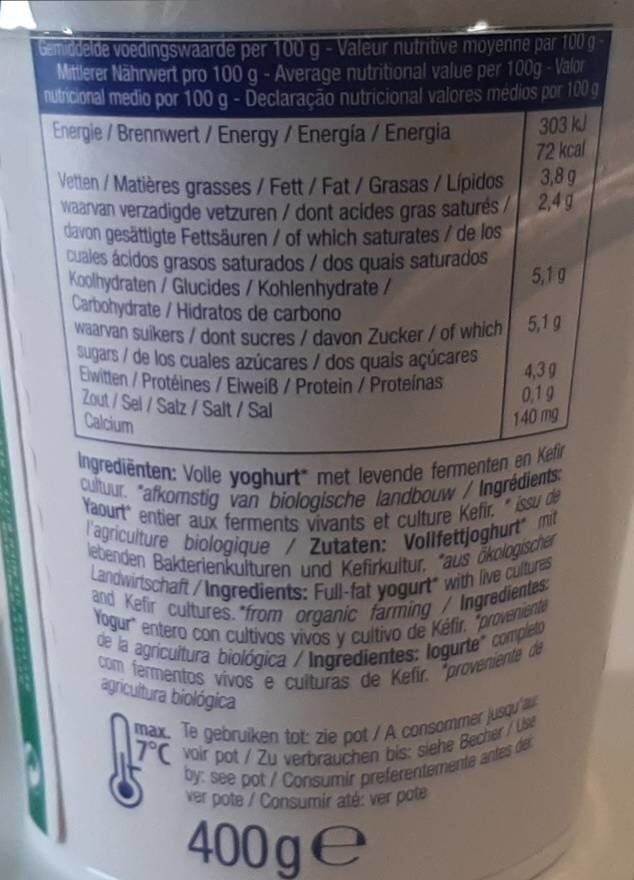 Gemiddelde voedingswaarde per 100 g - Valeur nutritive moyenne par 100 g -
Mittlerer Nährwert pro 100 g - Average nutritional value per 100g - Valor
nutricional medio por 100 g - Declaração nutricional valores médios por 100 g
Energie / Brennwert / Energy / Energía / Energia 303 kJ
72 kcal
Vetten / Matières grasses / Fett / Fat / Grasas / Lípidos 3,8 g
waarvan verzadigde vetzuren / dont acides gras saturés / 2,4 g
davon gesättigte Fettsäuren / of which saturates / de los
cuales ácidos grasos saturados / dos quais saturados
Koolhydraten / Glucides / Kohlenhydrate / 5,1 g
Carbohydrate / Hidratos de carbono
waarvan suikers / dont sucres / davon Zucker / of which 5,1 g
sugars / de los cuales azúcares / dos quais açúcares
Eiwitten / Protéines / Eiweiß / Protein / Proteínas 4,3 g
Zout / Sel / Salz / Salt / Sal 0,1 g
Calcium 140 mg
Ingrediënten: Volle yoghurt* met levende fermenten en Kefir
cultuur. *afkomstig van biologische landbouw / Ingrédients:
Yaourt* entier aux ferments vivants et culture Kefir. * issu de
l'agriculture biologique / Zutaten: Vollfettjoghurt* mit
lebenden Bakterienkulturen und Kefirkultur. *aus ökologischer
Landwirtschaft / Ingredients: Full-fat yogurt* with live cultures
and Kefir cultures. *from organic farming / Ingredientes:
Yogur* entero con cultivos vivos y cultivo de Kéfir. *proveniente
de la agricultura biológica / Ingredientes: Iogurte* completo
com fermentos vivos e culturas de Kefir. *proveniente de
agricultura biológica
max. Te gebruiken tot: zie pot / A consommer jusqu'au:
7°C voir pot / Zu verbrauchen bis: siehe Becher / Use
by: see pot / Consumir preferentemente antes del:
ver pote / Consumir até: ver pote
400g e